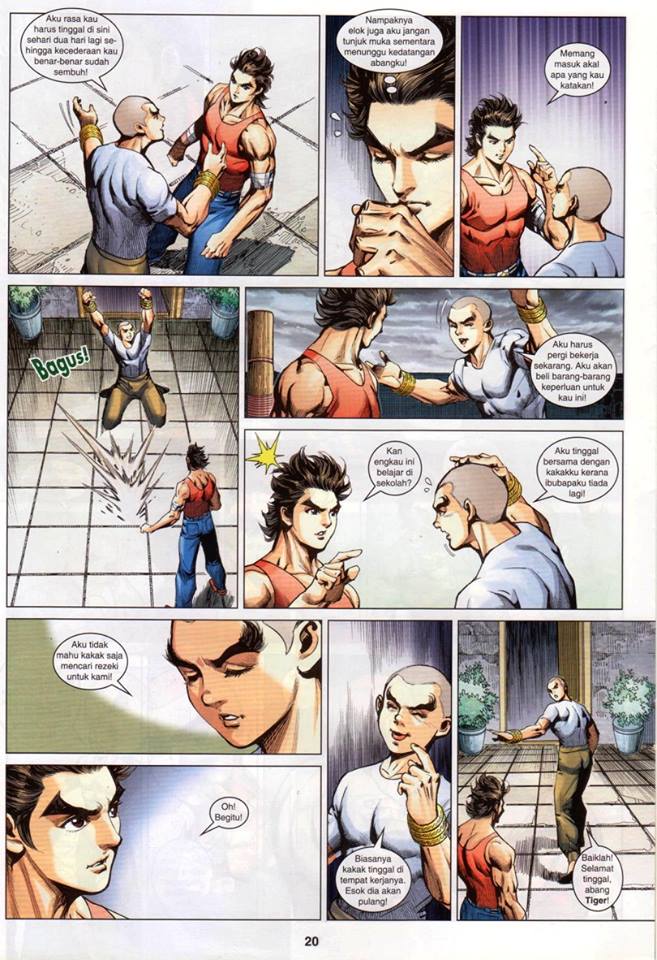 Aku rasa kau
harus tinggal di sini
sehari dua hari lagi se-
hingga kecederaan kau
benar-benar sudah
sembuh!
Nampaknya
elok juga aku jangan
tunjuk muka sementara
menunggu kedatangan
abangku!
Memang
masuk akal
apa yang kau
katakan!
Bagus!
Aku harus
pergi bekerja
sekarang. Aku akan
beli barang-barang
keperluan untuk
kau ini!
Kan
engkau ini
belajar di
sekolah?
Aku tinggal
bersama dengan
kakakku kerana
ibubapaku tiada
lagi!
Aku tidak
mahu kakak saja
mencari rezeki
untuk kami!
Oh!
Begitu!
Biasanya
kakak tinggal di
tempat kerjanya.
Esok dia akan
pulang!
Baiklah!
Selamat
tinggal,
abang
Tiger!
20